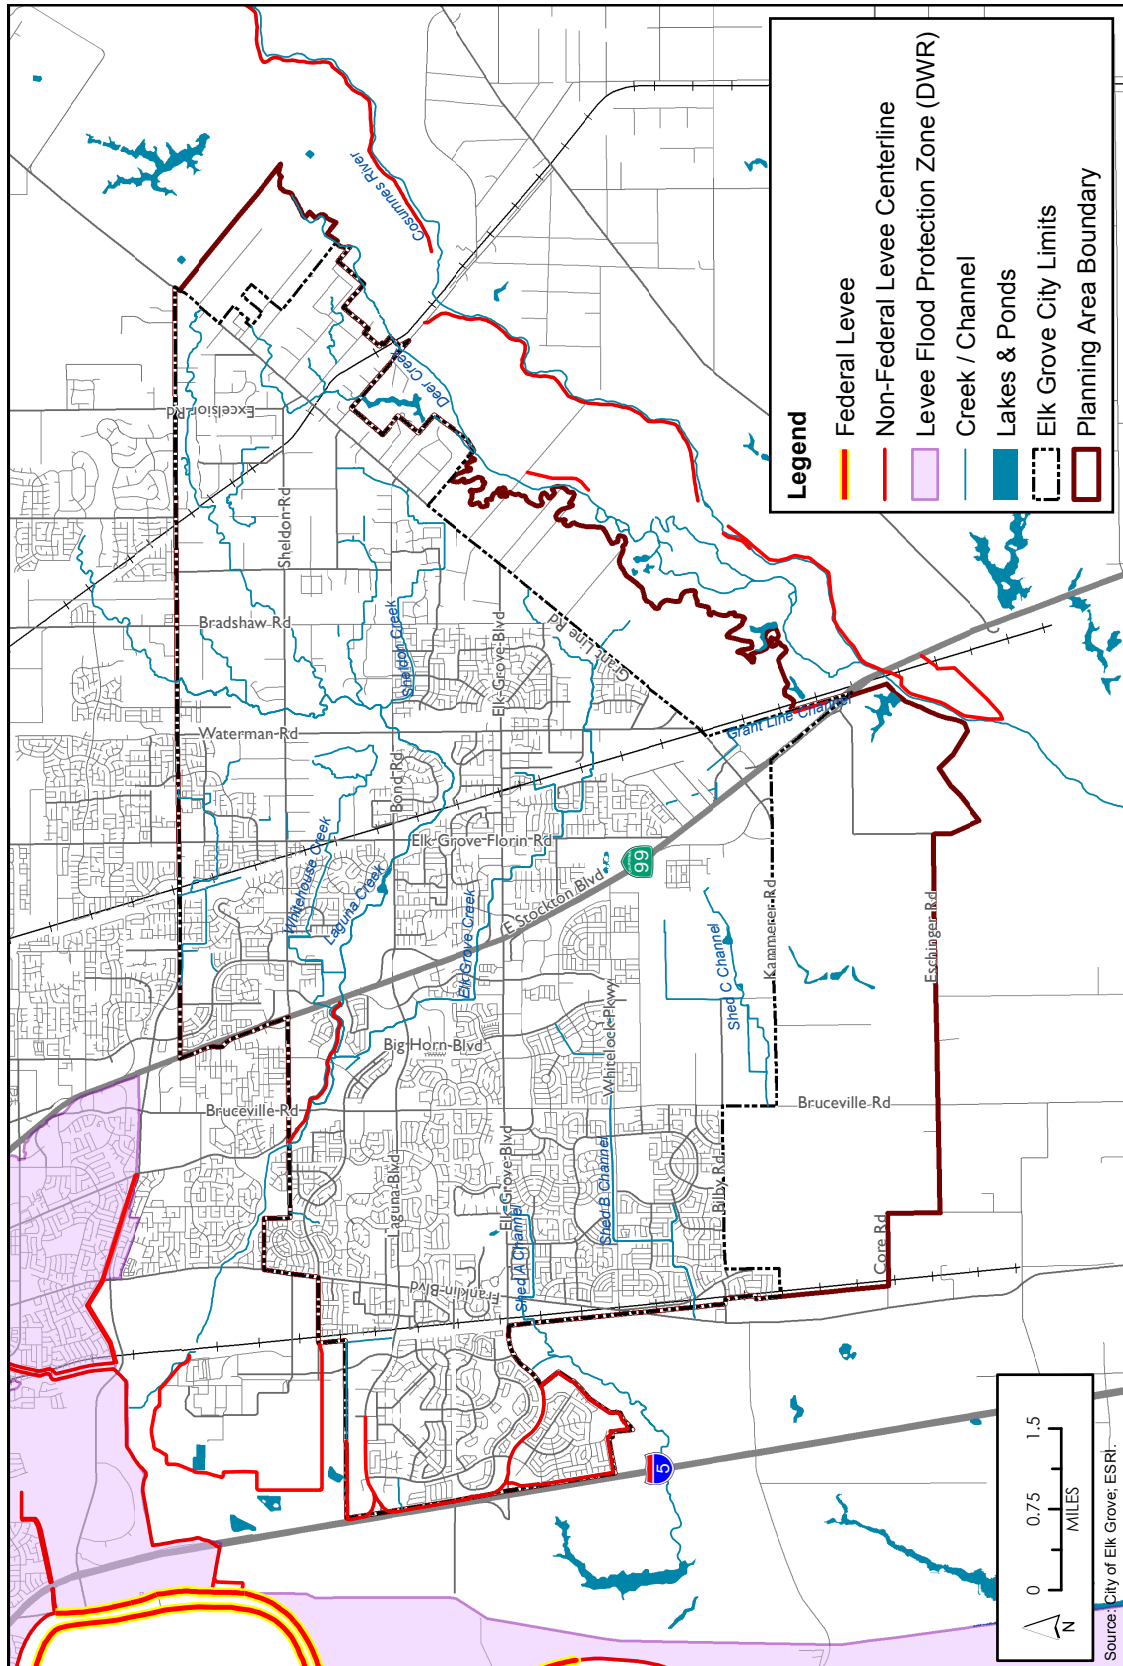 Legend
Federal Levee
Non-Federal Levee Centerline
Levee Flood Protection Zone (DWR)
Creek / Channel
Lakes & Ponds
Elk Grove City Limits
Planning Area Boundary
Cosumnes River
Deer Creek
Excelsior Rd
Sheldon Rd
Bradshaw Rd
Sheldon Creek
Elk Grove Blvd
Grant Line Rd
Waterman Rd
Grant Line Channel
Bond Rd
Whitehouse Creek
Laguna Creek
Elk Grove-Florin Rd
99
E Stockton Blvd
Elk Grove Creek
Kammerer Rd
Eschinger Rd
Shed C Channel
Big Horn Blvd
Whitelock Pkwy
Bruceville Rd
Bruceville Rd
Laguna Blvd
Elk Grove Blvd
Shed B Channel
Bilby Rd
Shed A Channel
Core Rd
Franklin Blvd
5
0 0.75 1.5
MILES
N
Source: City of Elk Grove; ESRI.